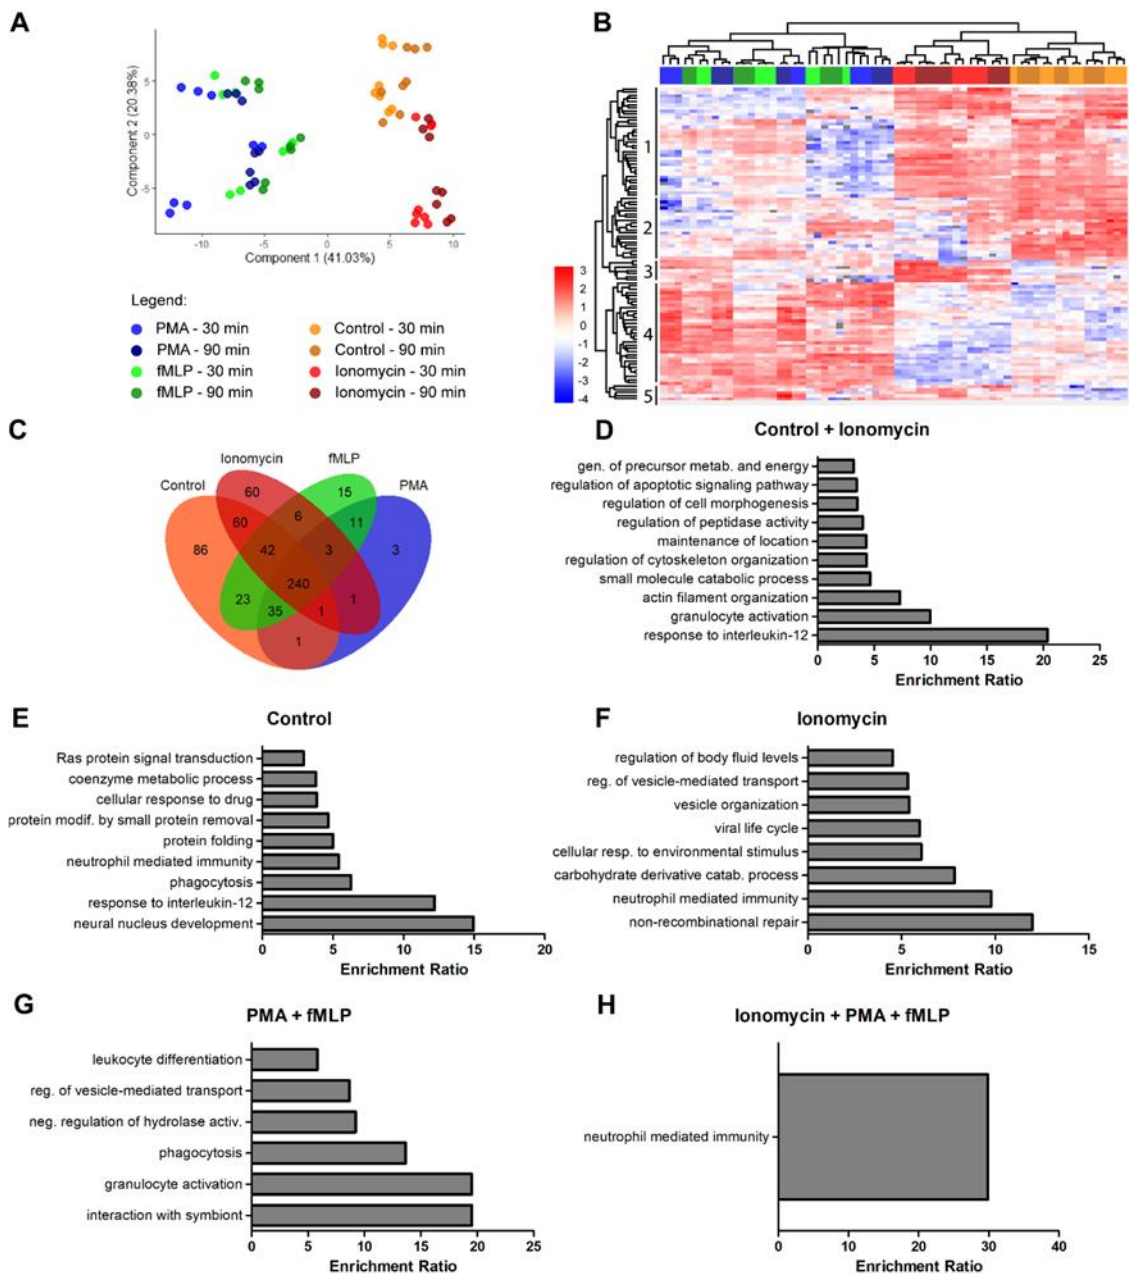 A
Component 2 (20.38%)
5
0
-5
-10 -5 0 5 10
Component 1 (41.03%)
Legend:
PMA - 30 min
PMA - 90 min
fMLP - 30 min
fMLP - 90 min
Control - 30 min
Control - 90 min
Ionomycin - 30 min
Ionomycin - 90 min
B
1
2
3
4
5
3
2
1
0
-1
-2
-3
-4
C
Control
Ionomycin
fMLP
PMA
60 15
60 6 11
86 42 3 3
240
23 35 1 1
1
D
Control + Ionomycin
gen. of precursor metab. and energy
regulation of apoptotic signaling pathway
regulation of cell morphogenesis
regulation of peptidase activity
maintenance of location
regulation of cytoskeleton organization
small molecule catabolic process
actin filament organization
granulocyte activation
response to interleukin-12
0 5 10 15 20 25
Enrichment Ratio
E
Control
Ras protein signal transduction
coenzyme metabolic process
cellular response to drug
protein modif. by small protein removal
protein folding
neutrophil mediated immunity
phagocytosis
response to interleukin-12
neural nucleus development
0 5 10 15 20
Enrichment Ratio
F
Ionomycin
regulation of body fluid levels
reg. of vesicle-mediated transport
vesicle organization
viral life cycle
cellular resp. to environmental stimulus
carbohydrate derivative catab. process
neutrophil mediated immunity
non-recombinational repair
0 5 10 15
Enrichment Ratio
G
PMA + fMLP
leukocyte differentiation
reg. of vesicle-mediated transport
neg. regulation of hydrolase activ.
phagocytosis
granulocyte activation
interaction with symbiont
0 5 10 15 20 25
Enrichment Ratio
H
Ionomycin + PMA + fMLP
neutrophil mediated immunity
0 10 20 30 40
Enrichment Ratio